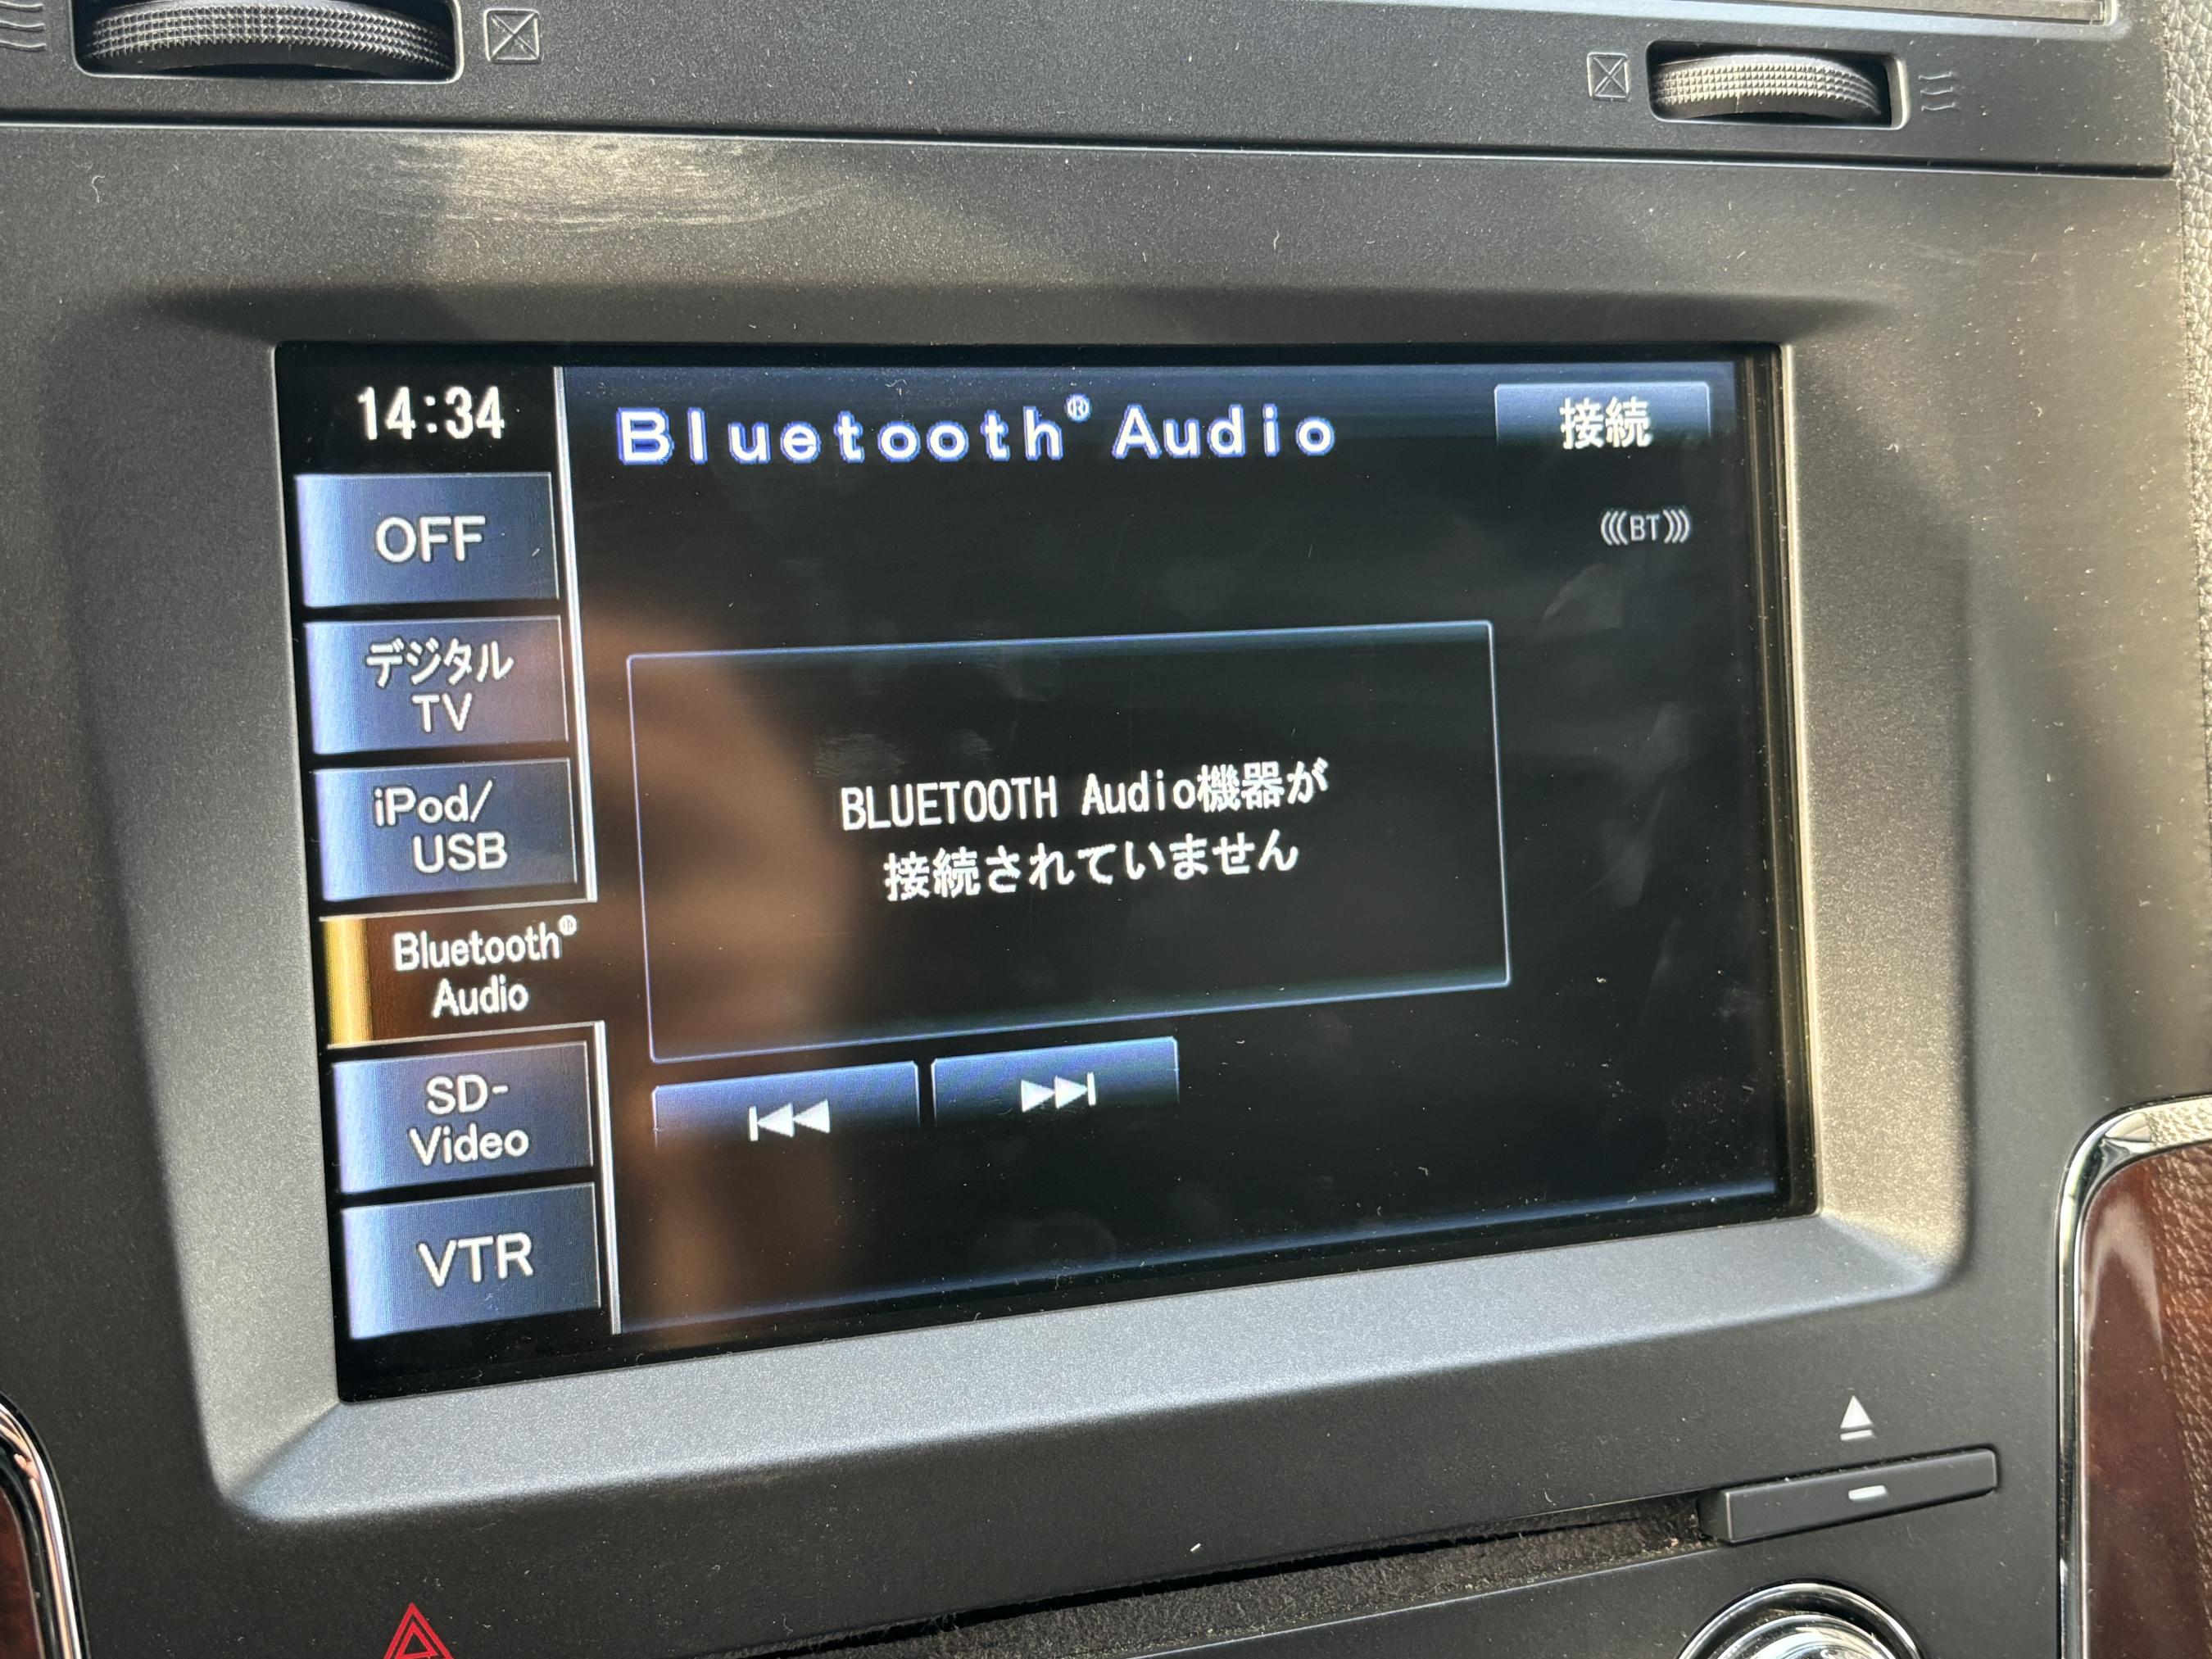 14:34
Bluetooth® Audio
接続
OFF
(((BT)))
デジタル
TV
iPod/
USB
BLUETOOTH Audio機器が
接続されていません
Bluetooth®
Audio
SD-
Video
VTR